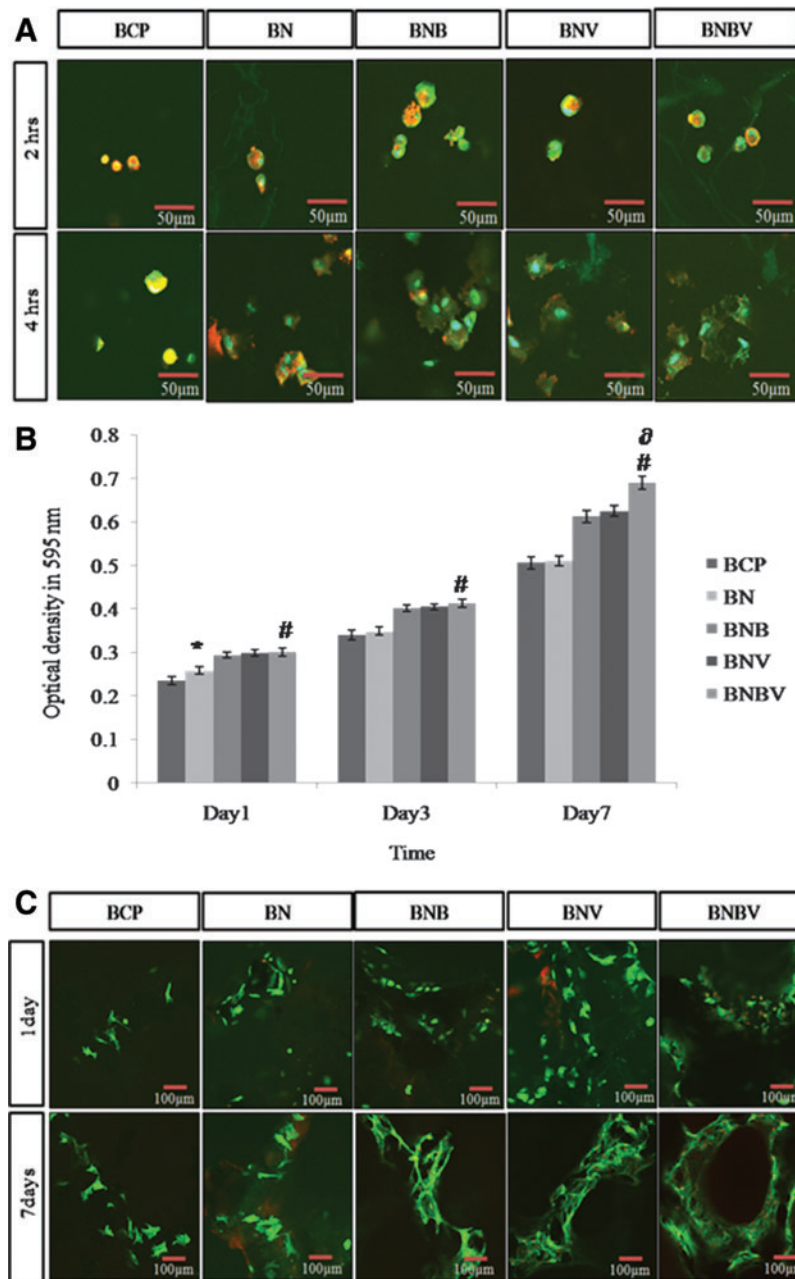 A
BCP BN BNB BNV BNBV
2 hrs
50μm 50μm 50μm 50μm 50μm
4 hrs
50μm 50μm 50μm 50μm 50μm
B
Optical density in 595 nm
0.8
0.7
0.6
0.5
0.4
0.3
0.2
0.1
0
*
#
#
∂
#
Day1 Day3 Day7
Time
BCP
BN
BNB
BNV
BNBV
C
BCP BN BNB BNV BNBV
1day
100μm 100μm 100μm 100μm 100μm
7days
100μm 100μm 100μm 100μm 100μm